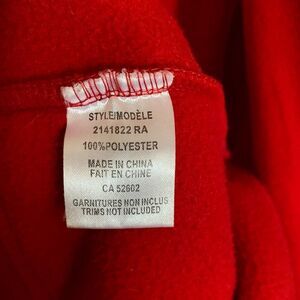 STYLE/MODÈLE
2141822 RA
100%POLYESTER
MADE IN CHINA
FAIT EN CHINE
CA 52602
GARNITURES NON INCLUS
TRIMS NOT INCLUDED